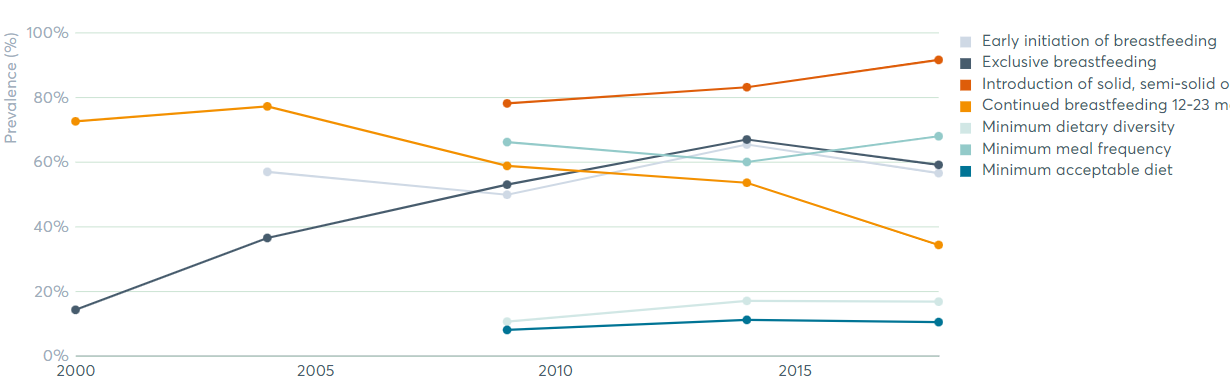 Prevalence (%)
100%
80%
60%
40%
20%
0%
2000
2005
2010
2015
Early initiation of breastfeeding
Exclusive breastfeeding
Introduction of solid, semi-solid o
Continued breastfeeding 12-23 m
Minimum dietary diversity
Minimum meal frequency
Minimum acceptable diet